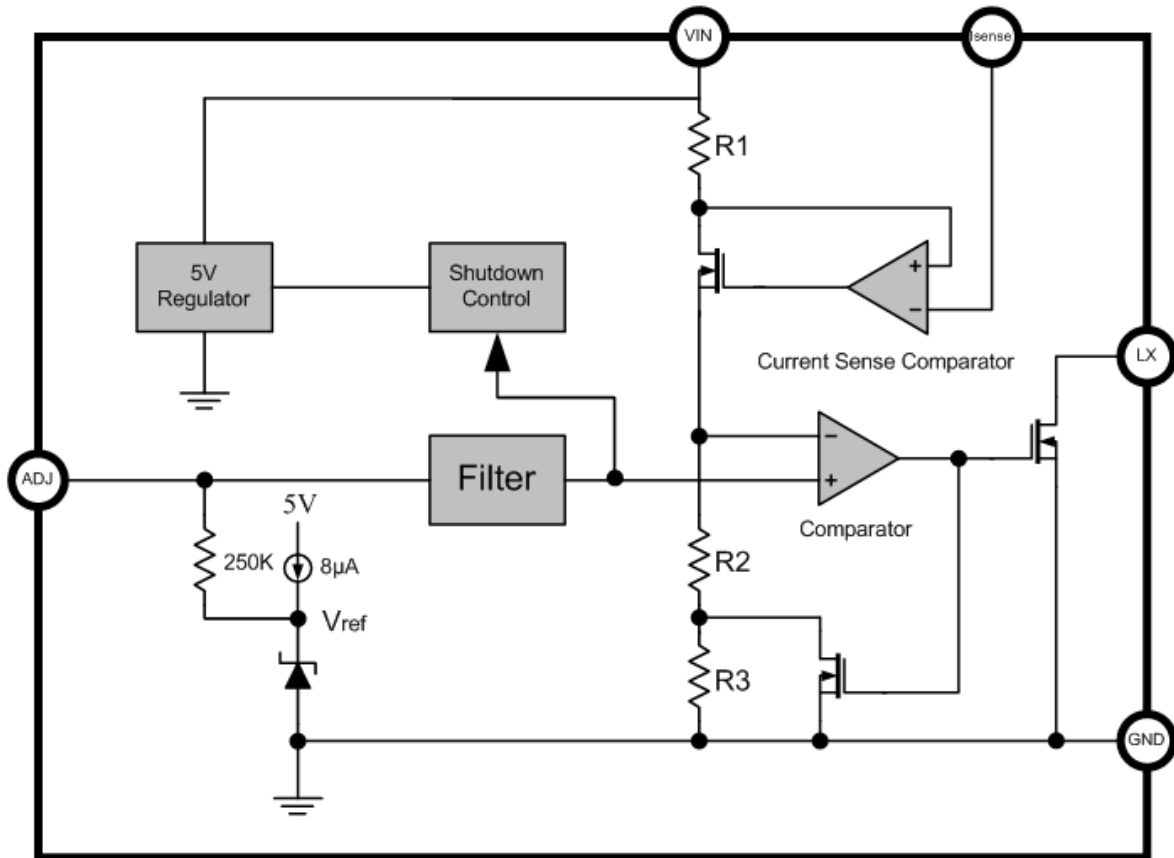 VIN
Isense
R1
5V
Regulator
Shutdown
Control
+
−
Current Sense Comparator
LX
ADJ
Filter
−
+
Comparator
5V
250K
8µA
Vref
R2
R3
GND